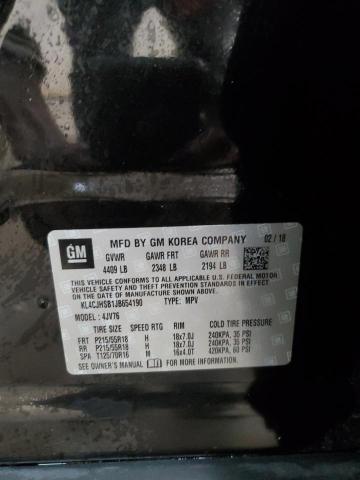 GM
MFD BY GM KOREA COMPANY 02 / 18
GVWR GAWR FRT GAWR RR
4409 LB 2348 LB 2194 LB
THIS VEHICLE CONFORMS TO ALL APPLICABLE U.S. FEDERAL MOTOR
VEHICLE SAFETY, BUMPER, AND THEFT PREVENTION STANDARDS IN
EFFECT ON THE DATE OF MANUFACTURE SHOWN ABOVE.
KL4CJHSB1JB654190 TYPE: MPV
MODEL : 4JV76
TIRE SIZE SPEED RTG RIM COLD TIRE PRESSURE
FRT P215/55R18 H 18x7.0J 240KPA, 35 PSI
RR P215/55R18 H 18x7.0J 240KPA, 35 PSI
SPA T125/70R16 M 16x4.0T 420KPA, 60 PSI
SEE OWNER'S MANUAL FOR ADDITIONAL INFORMATION